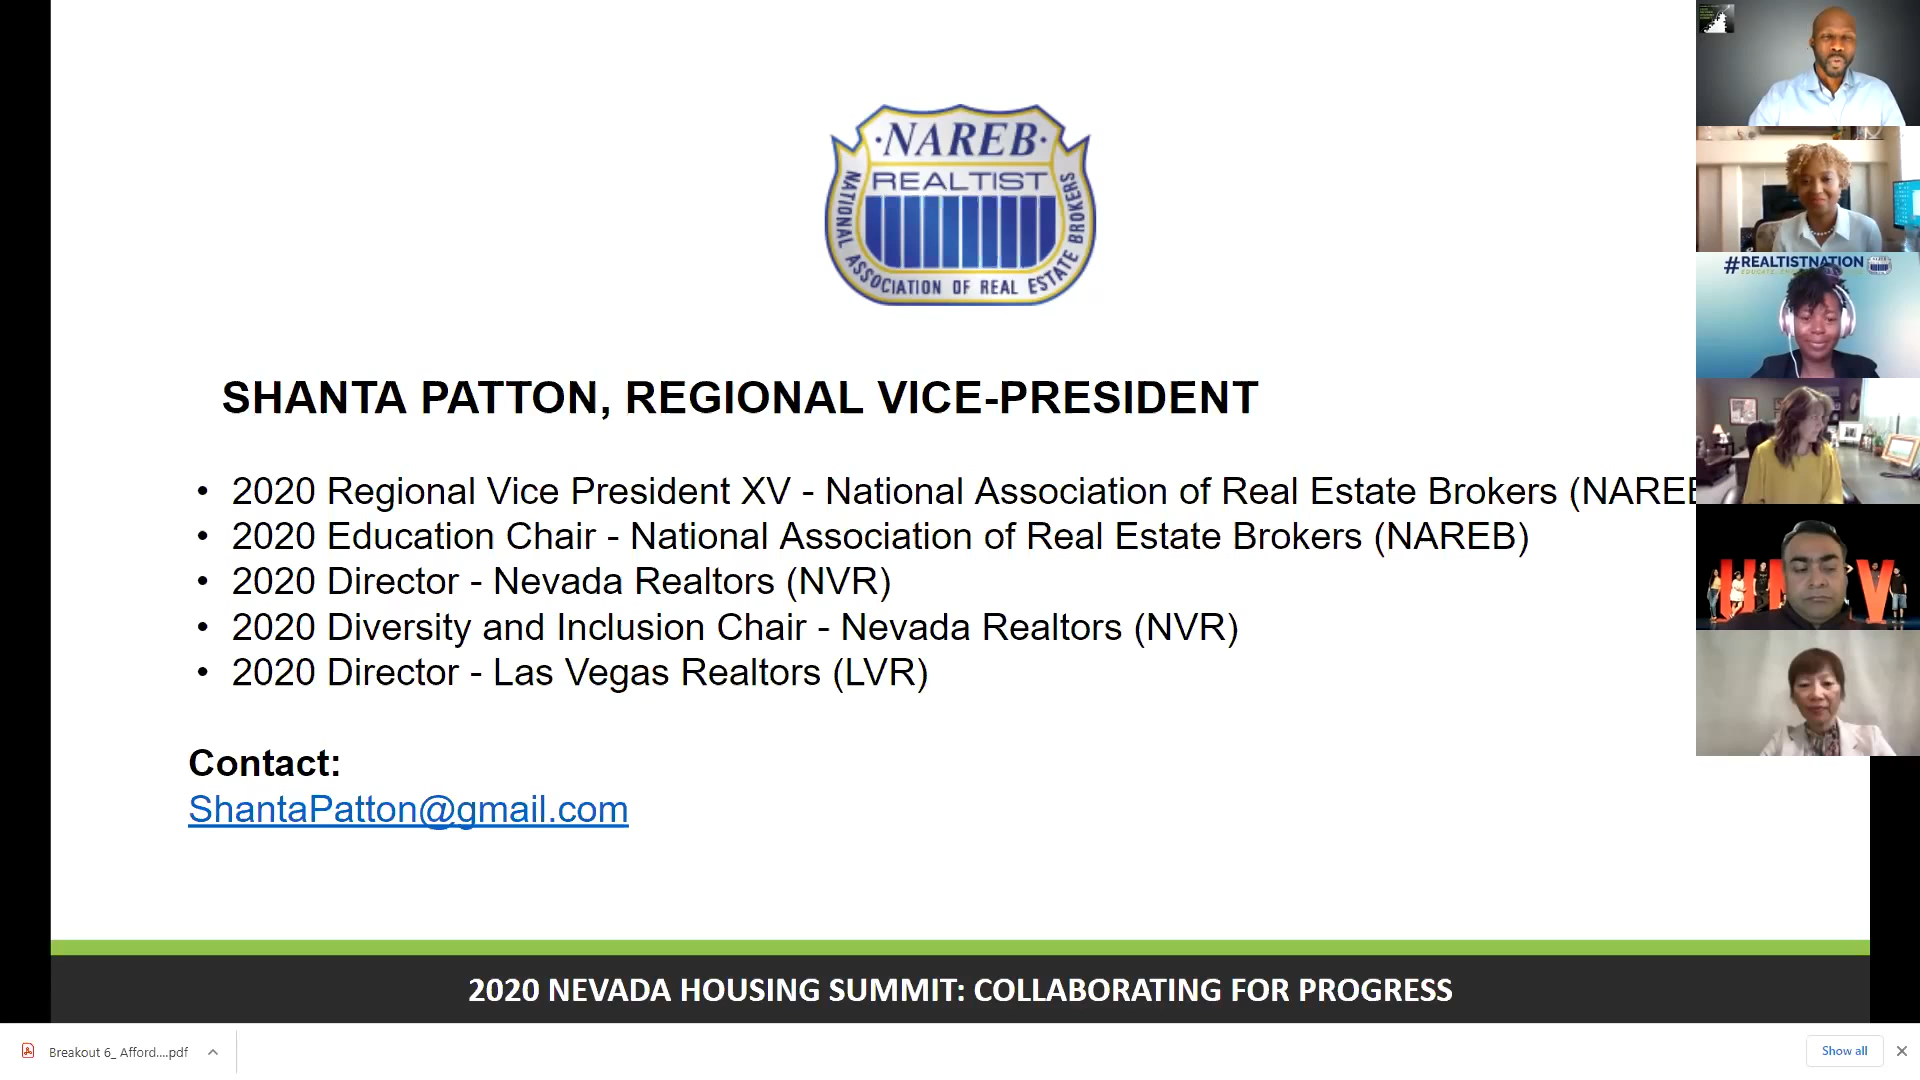 ·NAREB·
REALTIST
NATIONAL ASSOCIATION OF REAL ESTATE BROKERS
SHANTA PATTON, REGIONAL VICE-PRESIDENT
• 2020 Regional Vice President XV - National Association of Real Estate Brokers (NAREB
• 2020 Education Chair - National Association of Real Estate Brokers (NAREB)
• 2020 Director - Nevada Realtors (NVR)
• 2020 Diversity and Inclusion Chair - Nevada Realtors (NVR)
• 2020 Director - Las Vegas Realtors (LVR)
Contact:
ShantaPatton@gmail.com
2020 NEVADA HOUSING SUMMIT: COLLABORATING FOR PROGRESS
#REALTISTNATION
Breakout 6_ Afford....pdf
Show all